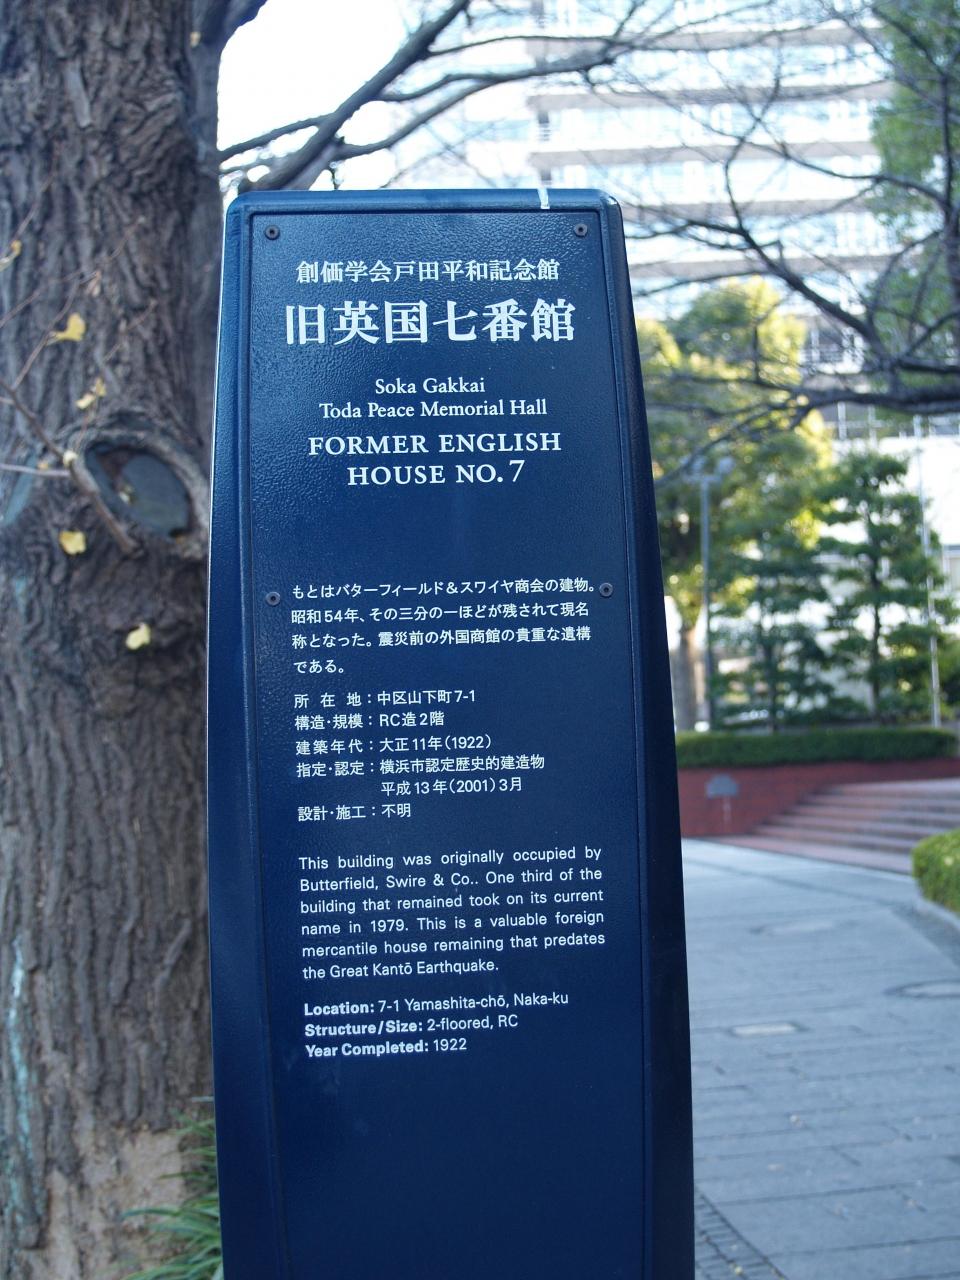 創価学会戸田平和記念館
旧英国七番館
Soka Gakkai
Toda Peace Memorial Hall
FORMER ENGLISH
HOUSE NO. 7
もとはバターフィールド&スワイヤ商会の建物。
昭和54年、その三分の一ほどが残されて現名
称となった。震災前の外国商館の貴重な遺構
である。
所 在 地：中区山下町7-1
構造・規模：RC造2階
建築年代：大正11年(1922)
指定・認定：横浜市認定歴史的建造物
平成13年(2001)3月
設計・施工：不明
This building was originally occupied by
Butterfield, Swire & Co.. One third of the
building that remained took on its current
name in 1979. This is a valuable foreign
mercantile house remaining that predates
the Great Kantō Earthquake.
Location: 7-1 Yamashita-chō, Naka-ku
Structure/Size: 2-floored, RC
Year Completed: 1922